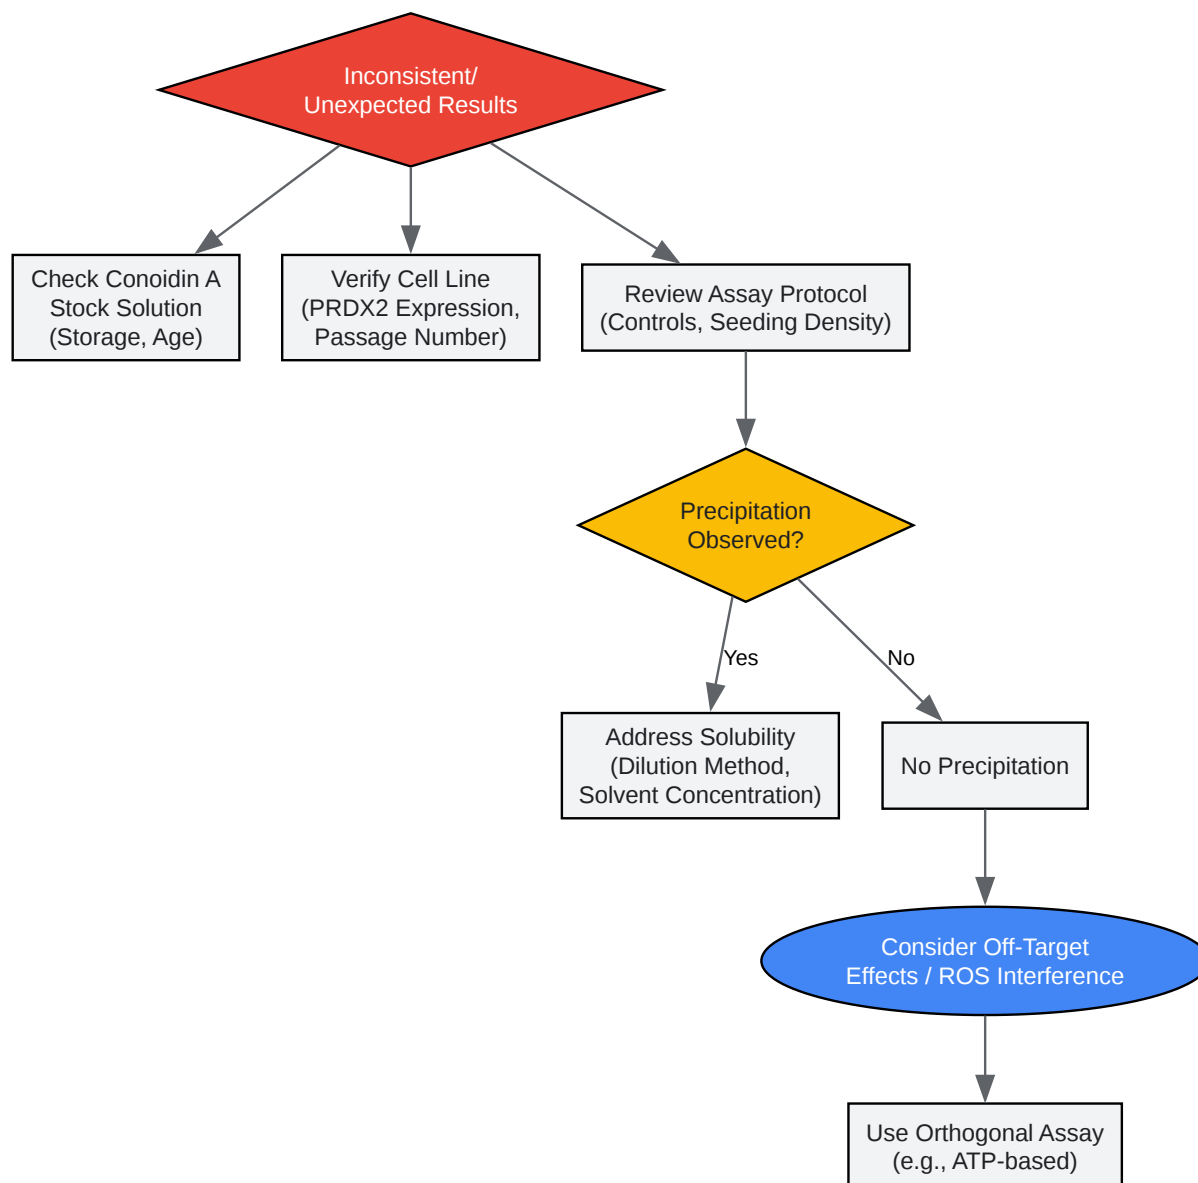 Inconsistent/
Unexpected Results
Check Conoidin A
Stock Solution
(Storage, Age)
Verify Cell Line
(PRDX2 Expression,
Passage Number)
Review Assay Protocol
(Controls, Seeding Density)
Precipitation
Observed?
Yes
No
Address Solubility
(Dilution Method,
Solvent Concentration)
No Precipitation
Consider Off-Target
Effects / ROS Interference
Use Orthogonal Assay
(e.g., ATP-based)